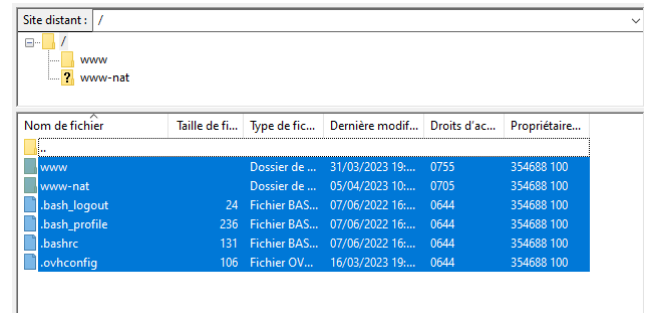 Site distant : /
/
www
? www-nat
Nom de fichier Taille de fi... Type de fic... Dernière modif... Droits d'ac... Propriétaire...
..
www Dossier de ... 31/03/2023 19:... 0755 354688 100
www-nat Dossier de ... 05/04/2023 10:... 0705 354688 100
.bash_logout 24 Fichier BAS... 07/06/2022 16:... 0644 354688 100
.bash_profile 236 Fichier BAS... 07/06/2022 16:... 0644 354688 100
.bashrc 131 Fichier BAS... 07/06/2022 16:... 0644 354688 100
.ovhconfig 106 Fichier OV... 16/03/2023 19:... 0644 354688 100